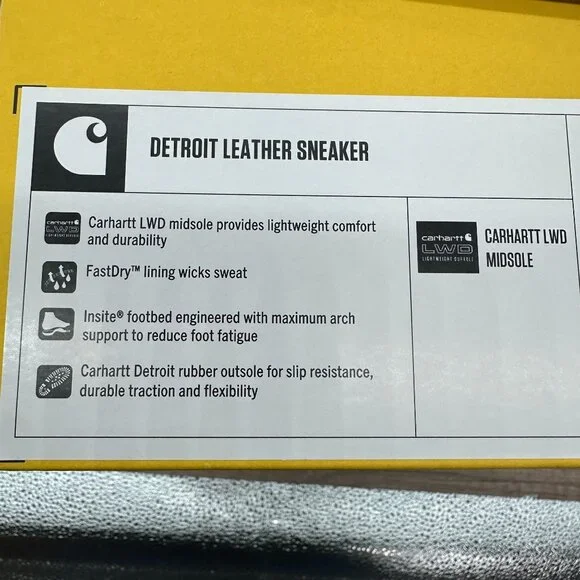 DETROIT LEATHER SNEAKER
carhartt
LWD
Carhartt LWD midsole provides lightweight comfort
and durability
FastDry™ lining wicks sweat
Insite® footbed engineered with maximum arch
support to reduce foot fatigue
Carhartt Detroit rubber outsole for slip resistance,
durable traction and flexibility
carhartt
LWD
LIGHTWEIGHT DURABLE
CARHARTT LWD
MIDSOLE